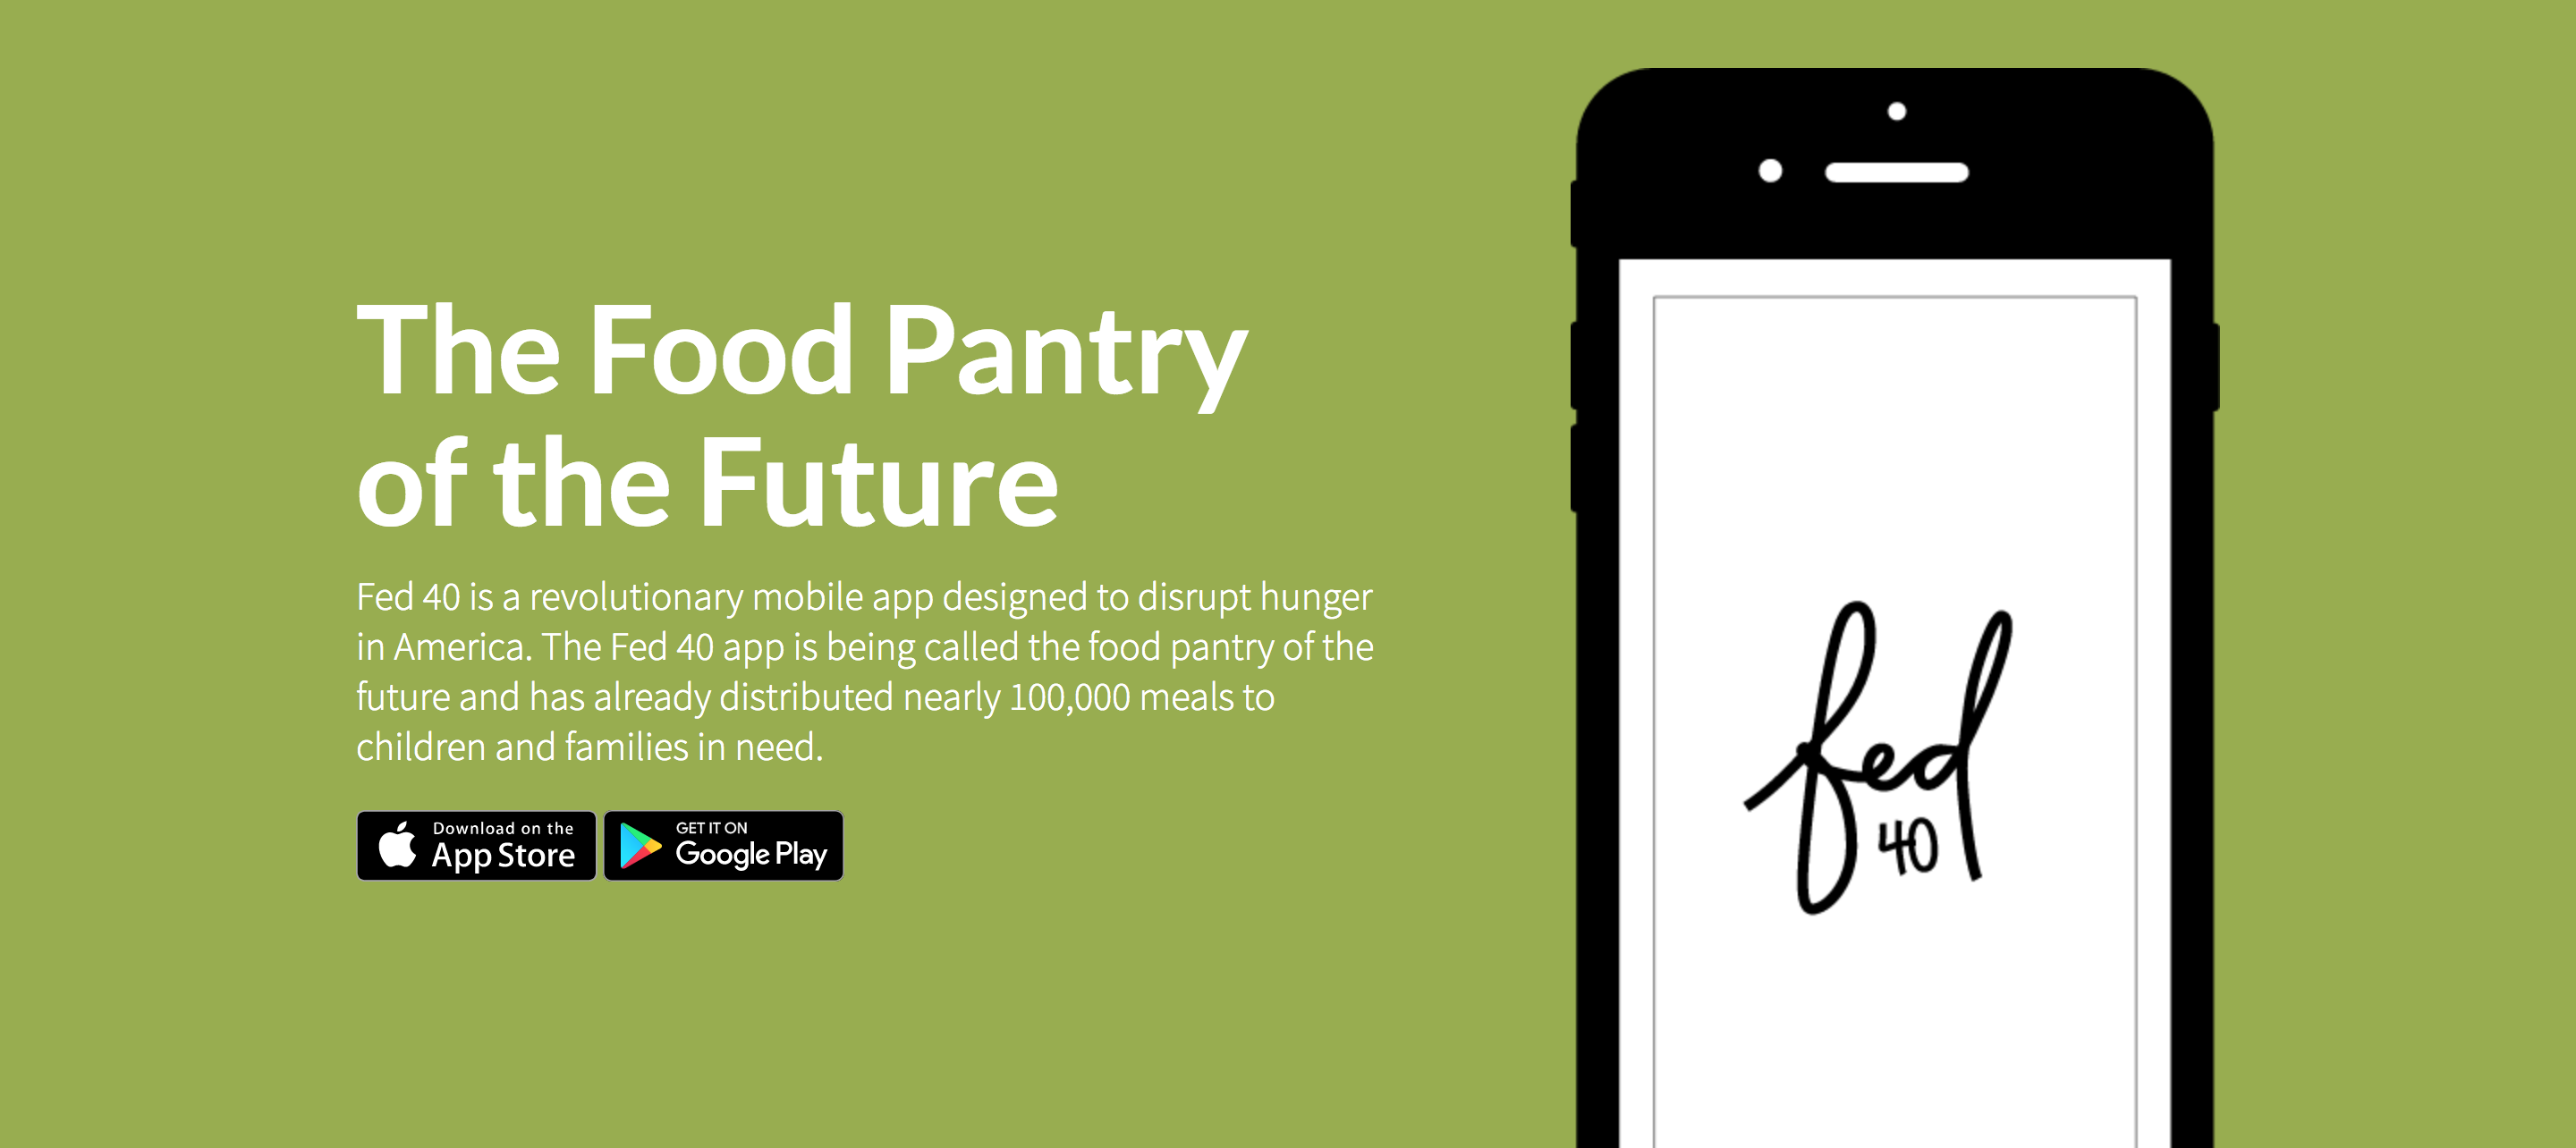 The Food Pantry
of the Future
Fed 40 is a revolutionary mobile app designed to disrupt hunger
in America. The Fed 40 app is being called the food pantry of the
future and has already distributed nearly 100,000 meals to
children and families in need.
Download on the
App Store
GET IT ON
Google Play
fed
40